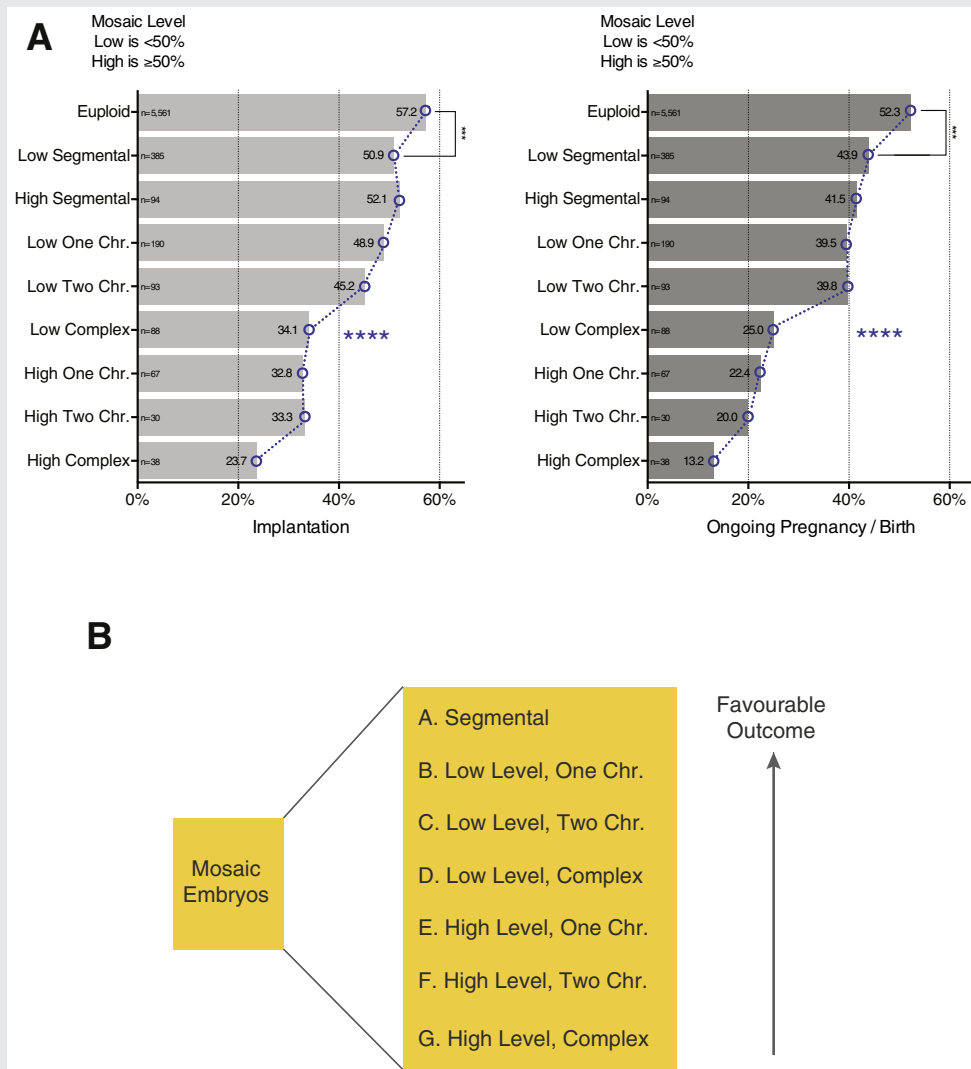 A
Mosaic Level
Low is <50%
High is ≥50%
Euploid
n=5,561
57.2
***
Low Segmental
n=385
50.9
High Segmental
n=94
52.1
Low One Chr.
n=190
48.9
Low Two Chr.
n=93
45.2
Low Complex
n=88
34.1
****
High One Chr.
n=67
32.8
High Two Chr.
n=30
33.3
High Complex
n=38
23.7
0%
20%
40%
60%
Implantation
Mosaic Level
Low is <50%
High is ≥50%
Euploid
n=5,561
52.3
***
Low Segmental
n=385
43.9
High Segmental
n=94
41.5
Low One Chr.
n=190
39.5
Low Two Chr.
n=93
39.8
Low Complex
n=88
25.0
****
High One Chr.
n=67
22.4
High Two Chr.
n=30
20.0
High Complex
n=38
13.2
0%
20%
40%
60%
Ongoing Pregnancy / Birth
B
Mosaic
Embryos
A. Segmental
B. Low Level, One Chr.
C. Low Level, Two Chr.
D. Low Level, Complex
E. High Level, One Chr.
F. High Level, Two Chr.
G. High Level, Complex
Favourable
Outcome